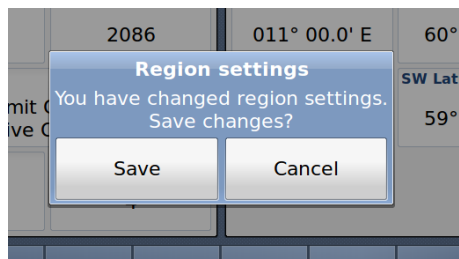 2086
011° 00.0' E
60°
Region settings
SW Lat
You have changed region settings.
Save changes?
59°
Save
Cancel